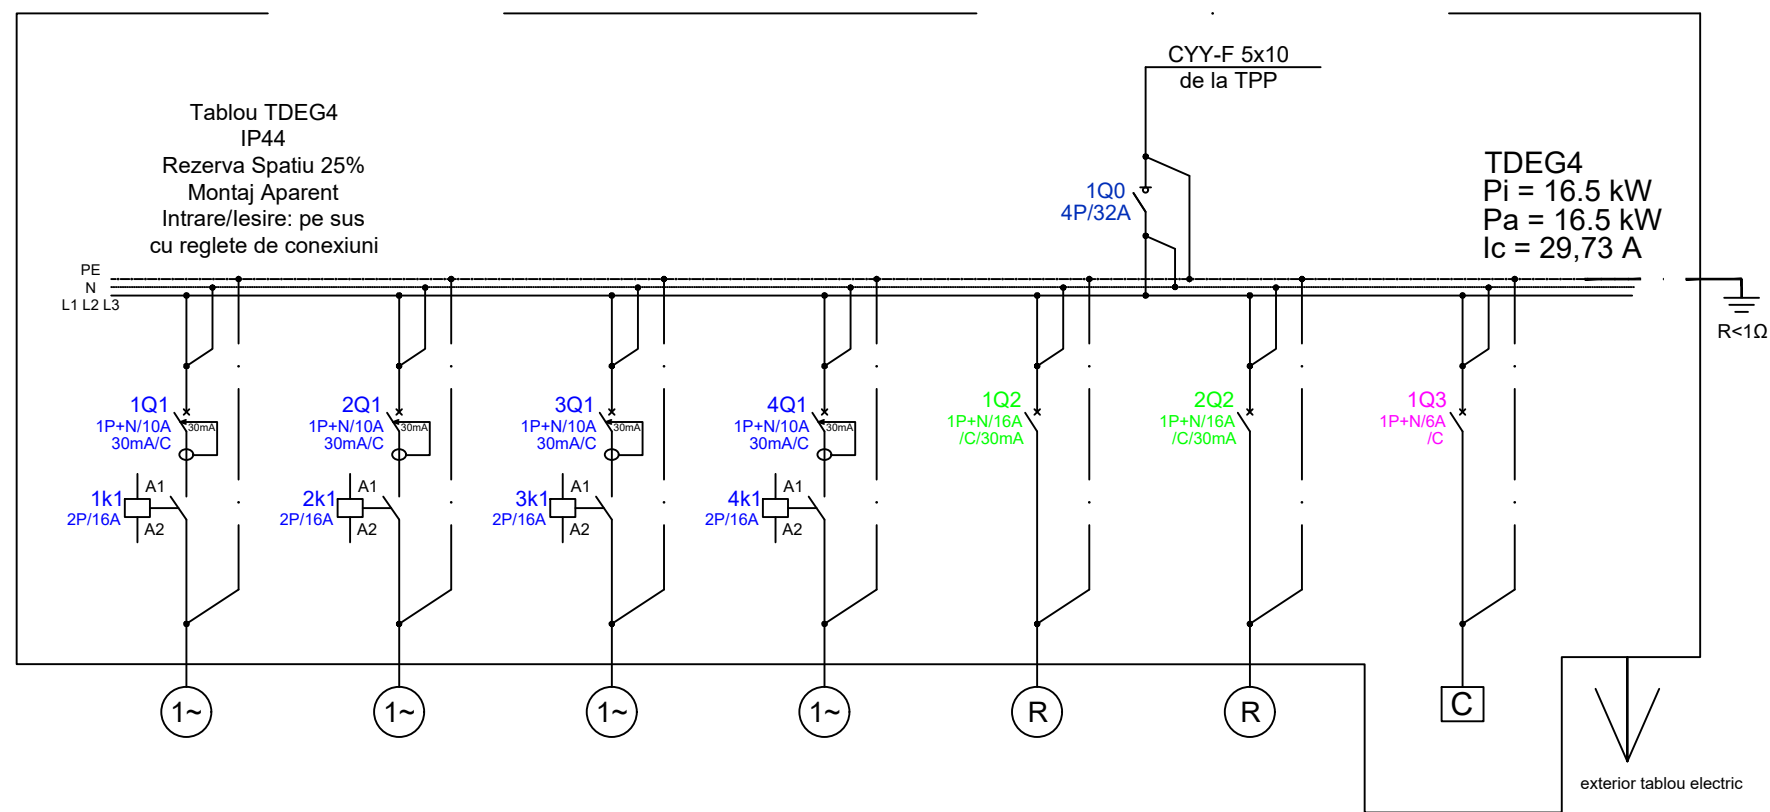 CYY-F 5x10
de la TPP
Tablou TDEG4
IP44
Rezerva Spatiu 25%
Montaj Aparent
Intrare/Iesire: pe sus
cu reglete de conexiuni
1Q0
4P/32A
TDEG4
Pi = 16.5 kW
Pa = 16.5 kW
Ic = 29,73 A
PE
N
L1 L2 L3
R<1Ω
1Q1
1P+N/10A
30mA/C
30mA
2Q1
1P+N/10A
30mA/C
30mA
3Q1
1P+N/10A
30mA/C
30mA
4Q1
1P+N/10A
30mA/C
30mA
1Q2
1P+N/16A
/C/30mA
2Q2
1P+N/16A
/C/30mA
1Q3
1P+N/6A
/C
1k1
2P/16A
A1
A2
2k1
2P/16A
A1
A2
3k1
2P/16A
A1
A2
4k1
2P/16A
A1
A2
1~
1~
1~
1~
R
R
C
exterior tablou electric